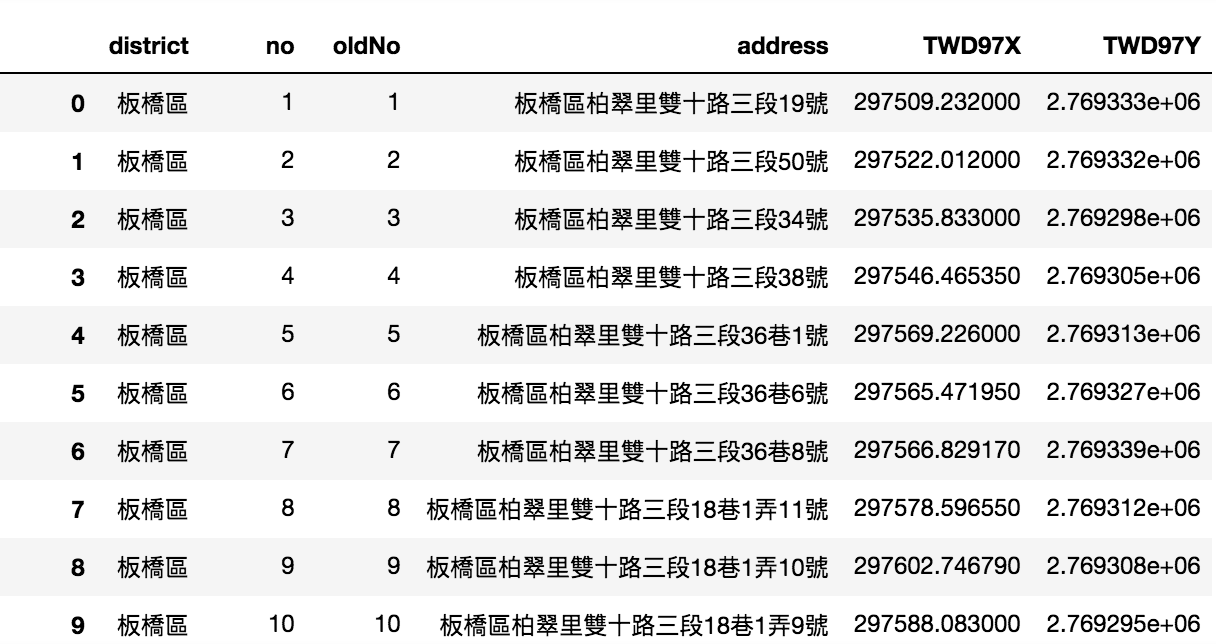 district no oldNo address TWD97X TWD97Y
0 板橋區 1 1 板橋區柏翠里雙十路三段19號 297509.232000 2.769333e+06
1 板橋區 2 2 板橋區柏翠里雙十路三段50號 297522.012000 2.769332e+06
2 板橋區 3 3 板橋區柏翠里雙十路三段34號 297535.833000 2.769298e+06
3 板橋區 4 4 板橋區柏翠里雙十路三段38號 297546.465350 2.769305e+06
4 板橋區 5 5 板橋區柏翠里雙十路三段36巷1號 297569.226000 2.769313e+06
5 板橋區 6 6 板橋區柏翠里雙十路三段36巷6號 297565.471950 2.769327e+06
6 板橋區 7 7 板橋區柏翠里雙十路三段36巷8號 297566.829170 2.769339e+06
7 板橋區 8 8 板橋區柏翠里雙十路三段18巷1弄11號 297578.596550 2.769312e+06
8 板橋區 9 9 板橋區柏翠里雙十路三段18巷1弄10號 297602.746790 2.769308e+06
9 板橋區 10 10 板橋區柏翠里雙十路三段18巷1弄9號 297588.083000 2.769295e+06